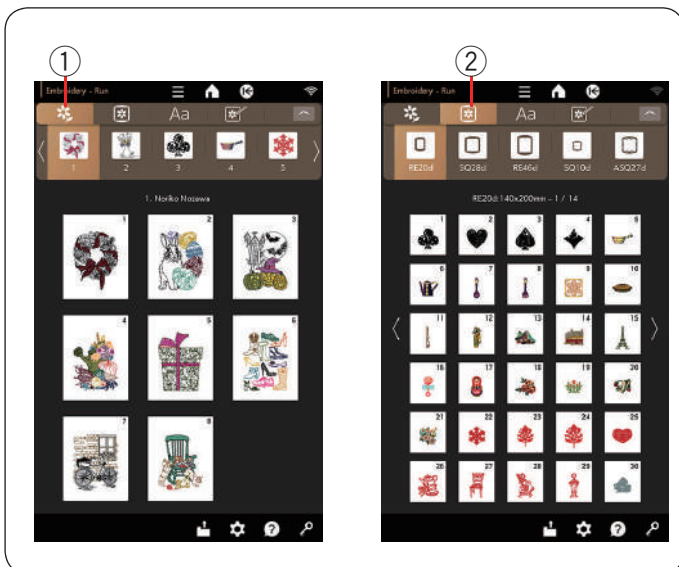 1
2
Embroidery - Run
Aa
1 2 3 4 5
1. Noriko Nozawa
1 2 3
4 5 6
7 8
Embroidery - Run
Aa
RE20d SQ28d RE46d SQ10d ASQ27d
RE20d:140x200mm - 1 / 14
1 2 3 4 5
6 7 8 9 10
11 12 13 14 15
16 17 18 19 20
21 22 23 24 25
26 27 28 29 30